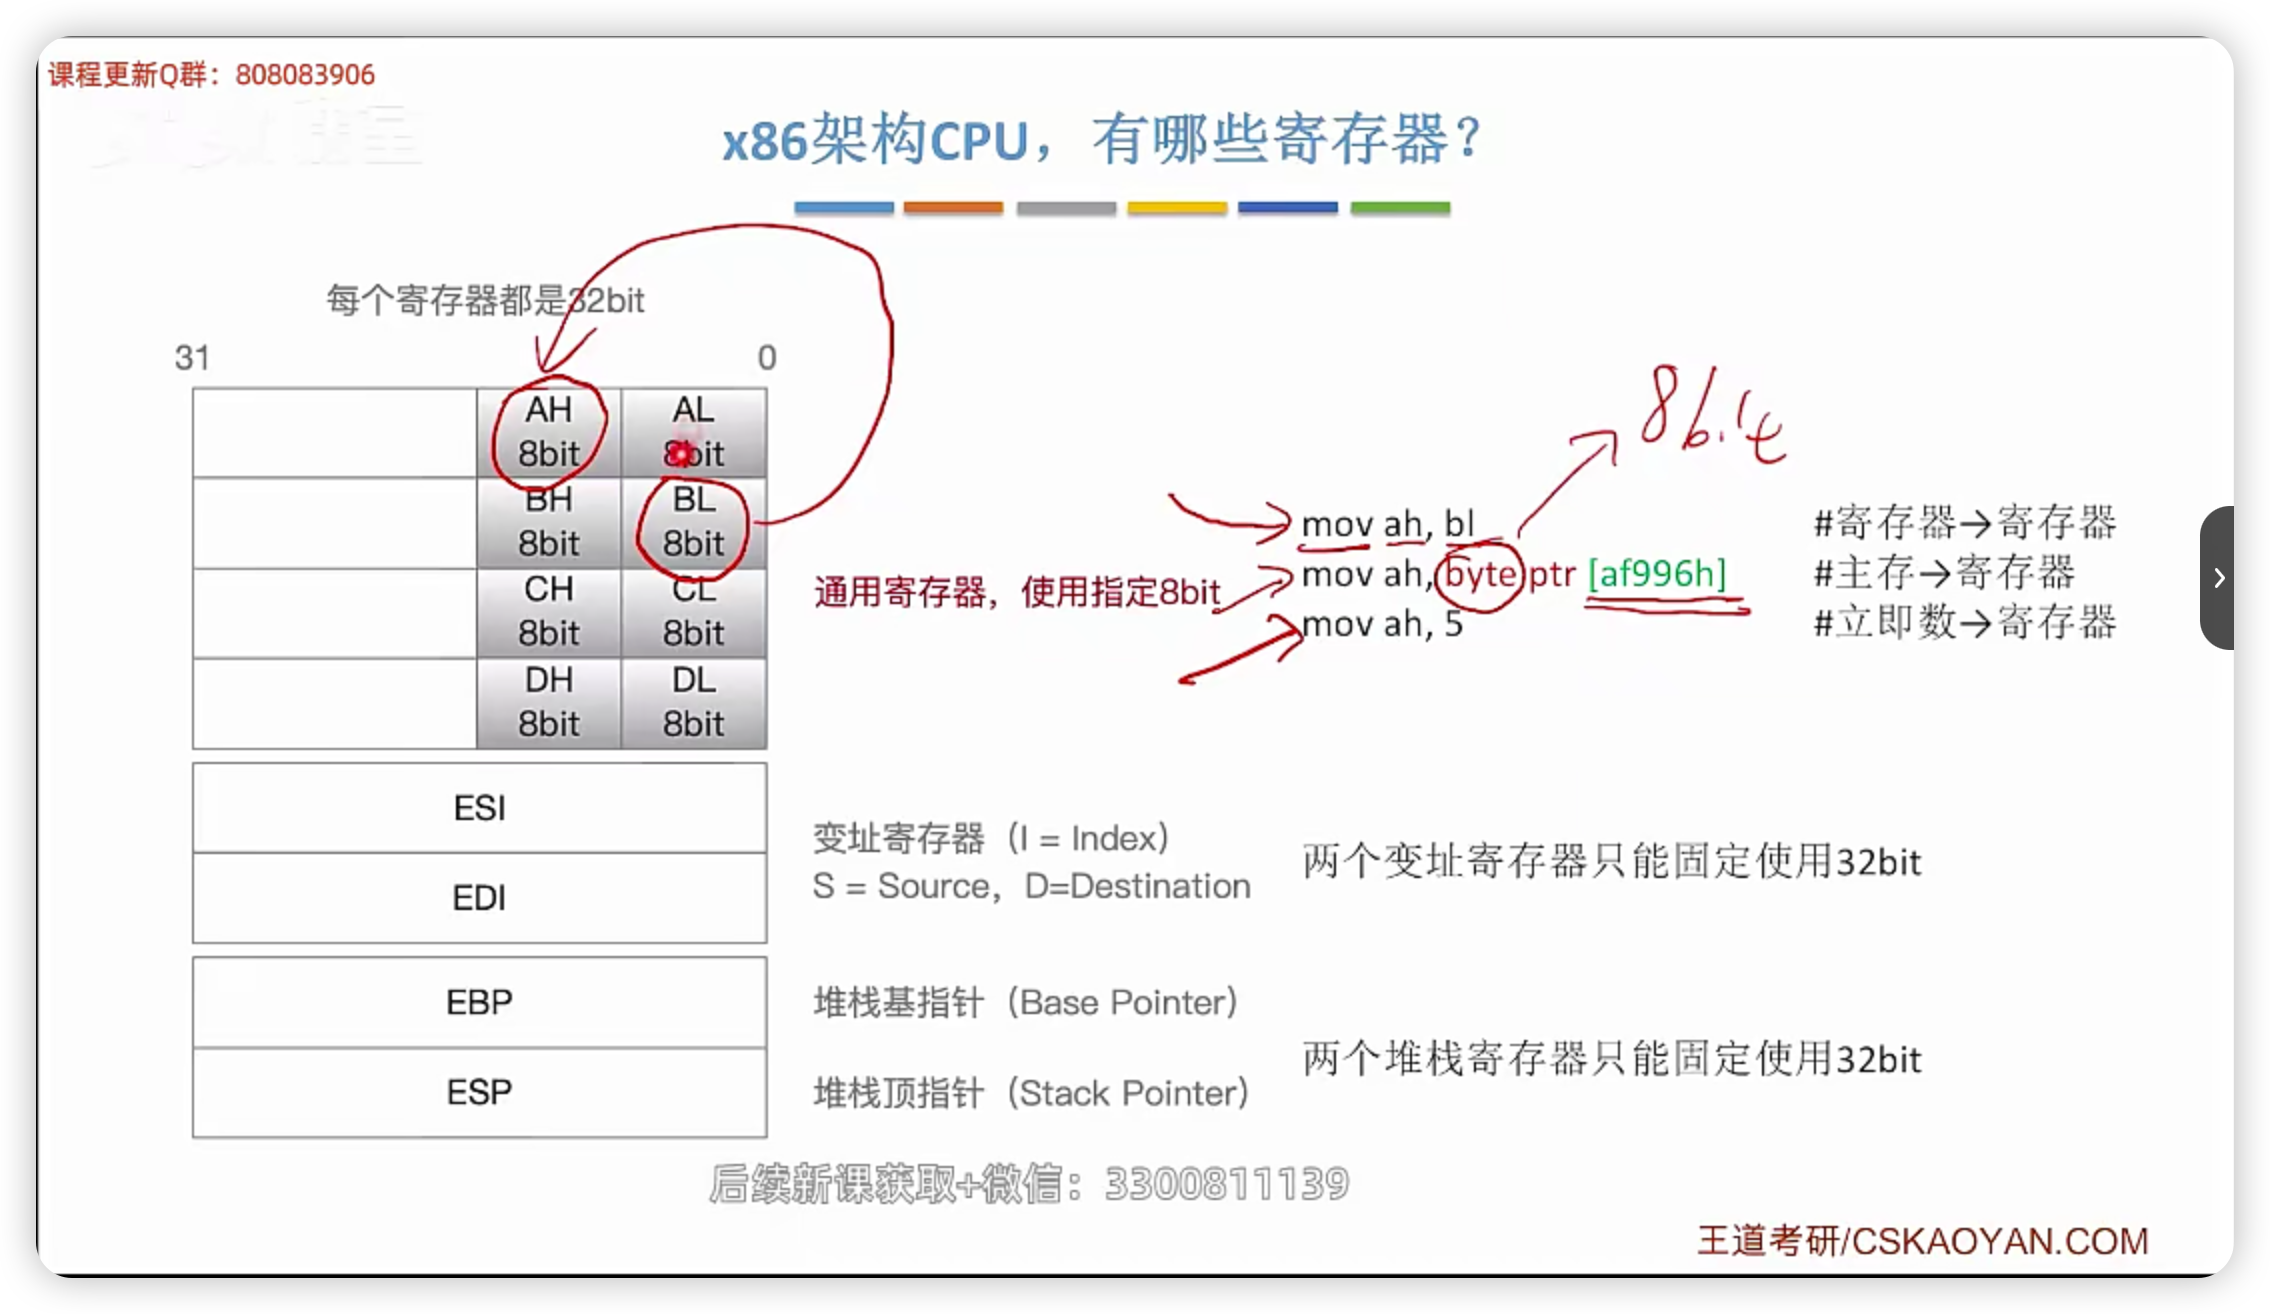 课程更新Q群：808083906
x86架构CPU，有哪些寄存器？
每个寄存器都是32bit
31 0
AH AL
8bit 8bit
BH BL
8bit 8bit
CH CL
8bit 8bit
DH DL
8bit 8bit
通用寄存器，使用指定8bit
8bit
mov ah, bl #寄存器→寄存器
mov ah, byte ptr [af996h] #主存→寄存器
mov ah, 5 #立即数→寄存器
ESI
EDI
变址寄存器（I = Index）
S = Source，D=Destination
两个变址寄存器只能固定使用32bit
EBP
ESP
堆栈基指针（Base Pointer）
堆栈顶指针（Stack Pointer）
两个堆栈寄存器只能固定使用32bit
后续新课获取+微信：3300811139
王道考研/CSKAOYAN.COM